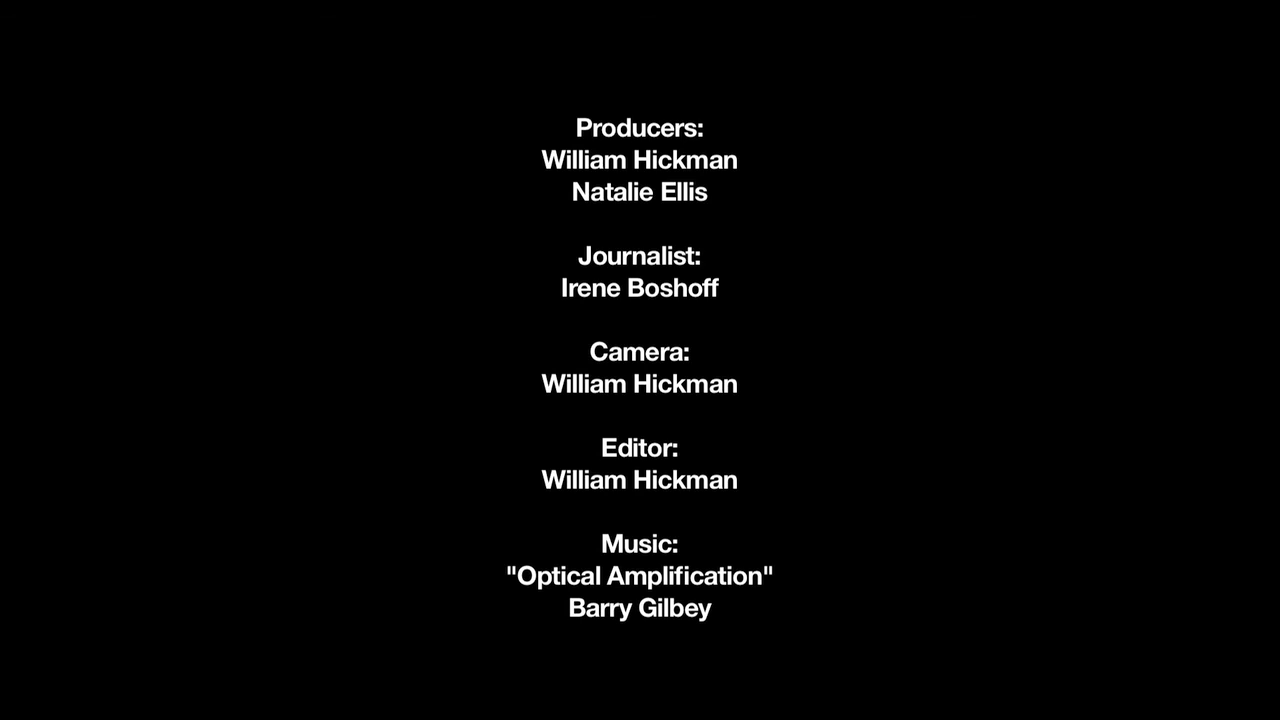 Producers:
William Hickman
Natalie Ellis
Journalist:
Irene Boshoff
Camera:
William Hickman
Editor:
William Hickman
Music:
"Optical Amplification"
Barry Gilbey